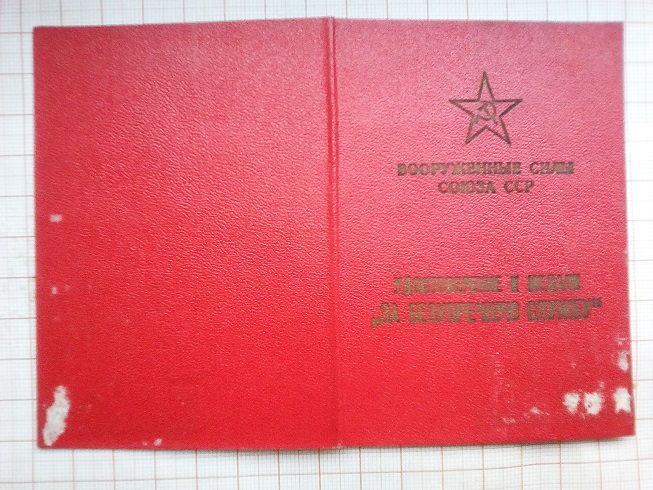 ВООРУЖЕННЫЕ СИЛЫ
СОЮЗА ССР
УДОСТОВЕРЕНИЕ К МЕДАЛИ
„ЗА БЕЗУПРЕЧНУЮ СЛУЖБУ“